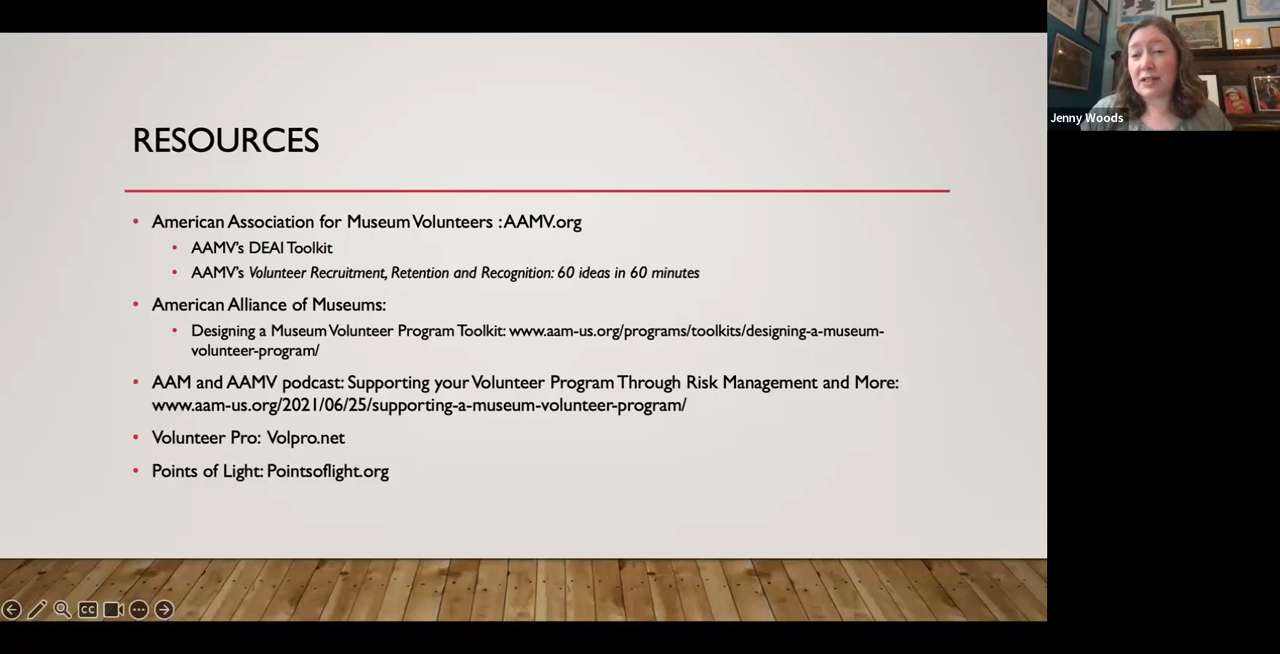 RESOURCES
• American Association for Museum Volunteers : AAMV.org
• AAMV's DEAI Toolkit
• AAMV's Volunteer Recruitment, Retention and Recognition: 60 ideas in 60 minutes
• American Alliance of Museums:
• Designing a Museum Volunteer Program Toolkit: www.aam-us.org/programs/toolkits/designing-a-museum-
volunteer-program/
• AAM and AAMV podcast: Supporting your Volunteer Program Through Risk Management and More:
www.aam-us.org/2021/06/25/supporting-a-museum-volunteer-program/
• Volunteer Pro: Volpro.net
• Points of Light: Pointsoflight.org
CC
Jenny Woods